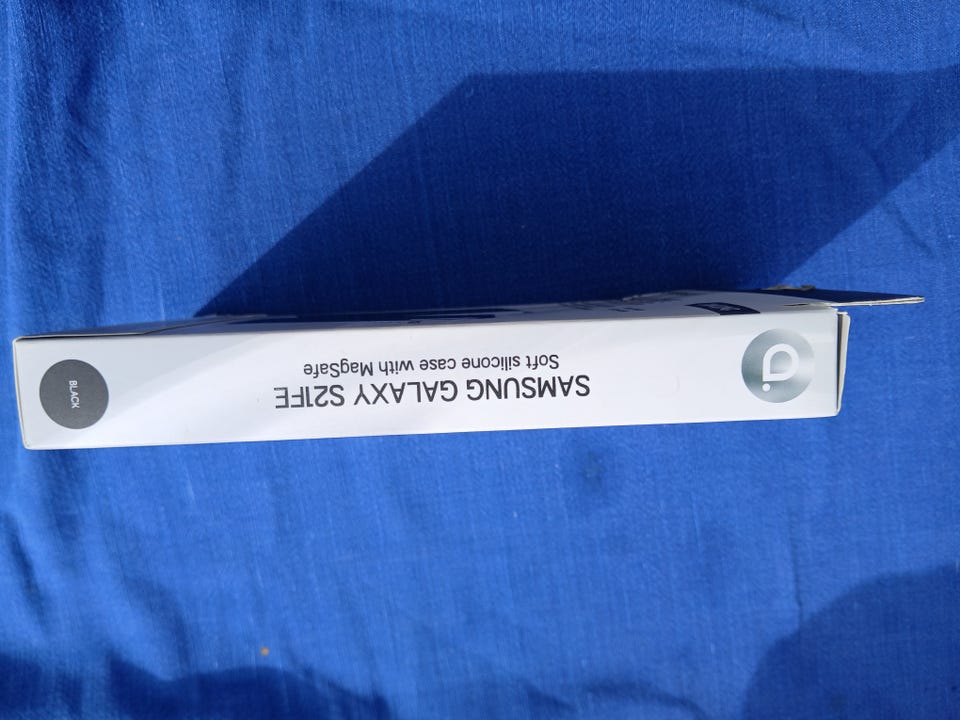 a.
SAMSUNG GALAXY S21FE
Soft silicone case with MagSafe
BLACK